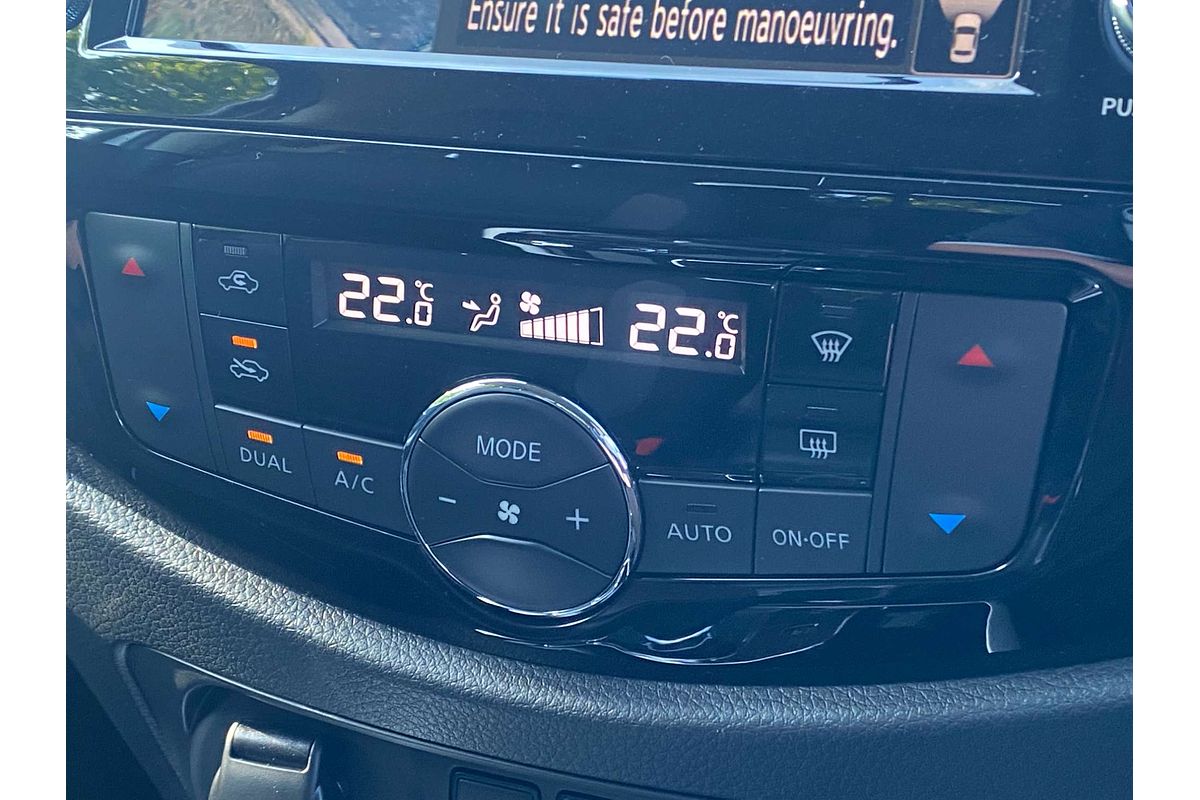 Ensure it is safe before manoeuvring.
PU
22.0 °C
22.0 °C
MODE
DUAL
A/C
- +
AUTO
ON·OFF